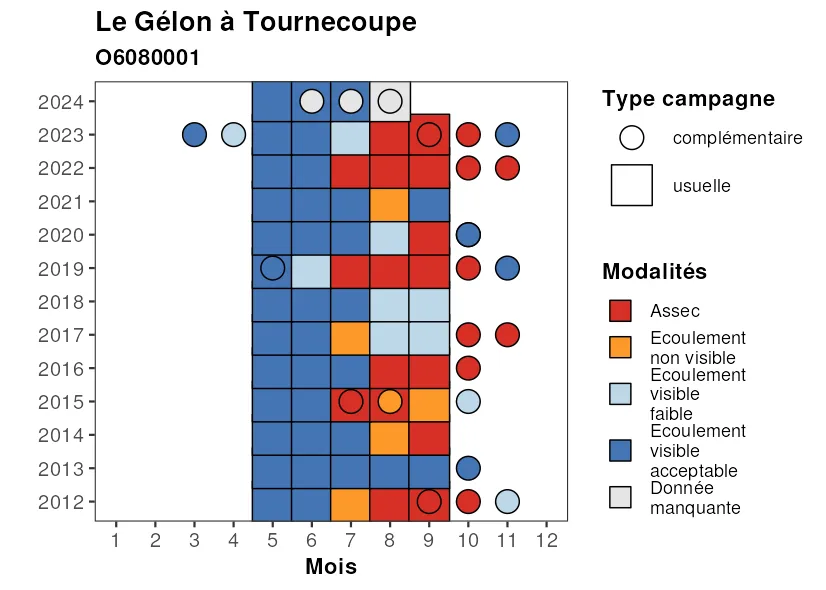 Le Gélon à Tournecoupe
O6080001
2024
2023
2022
2021
2020
2019
2018
2017
2016
2015
2014
2013
2012
1 2 3 4 5 6 7 8 9 10 11 12
Mois
Type campagne
complémentaire
usuelle
Modalités
Assec
Ecoulement
non visible
Ecoulement
visible
faible
Ecoulement
visible
acceptable
Donnée
manquante